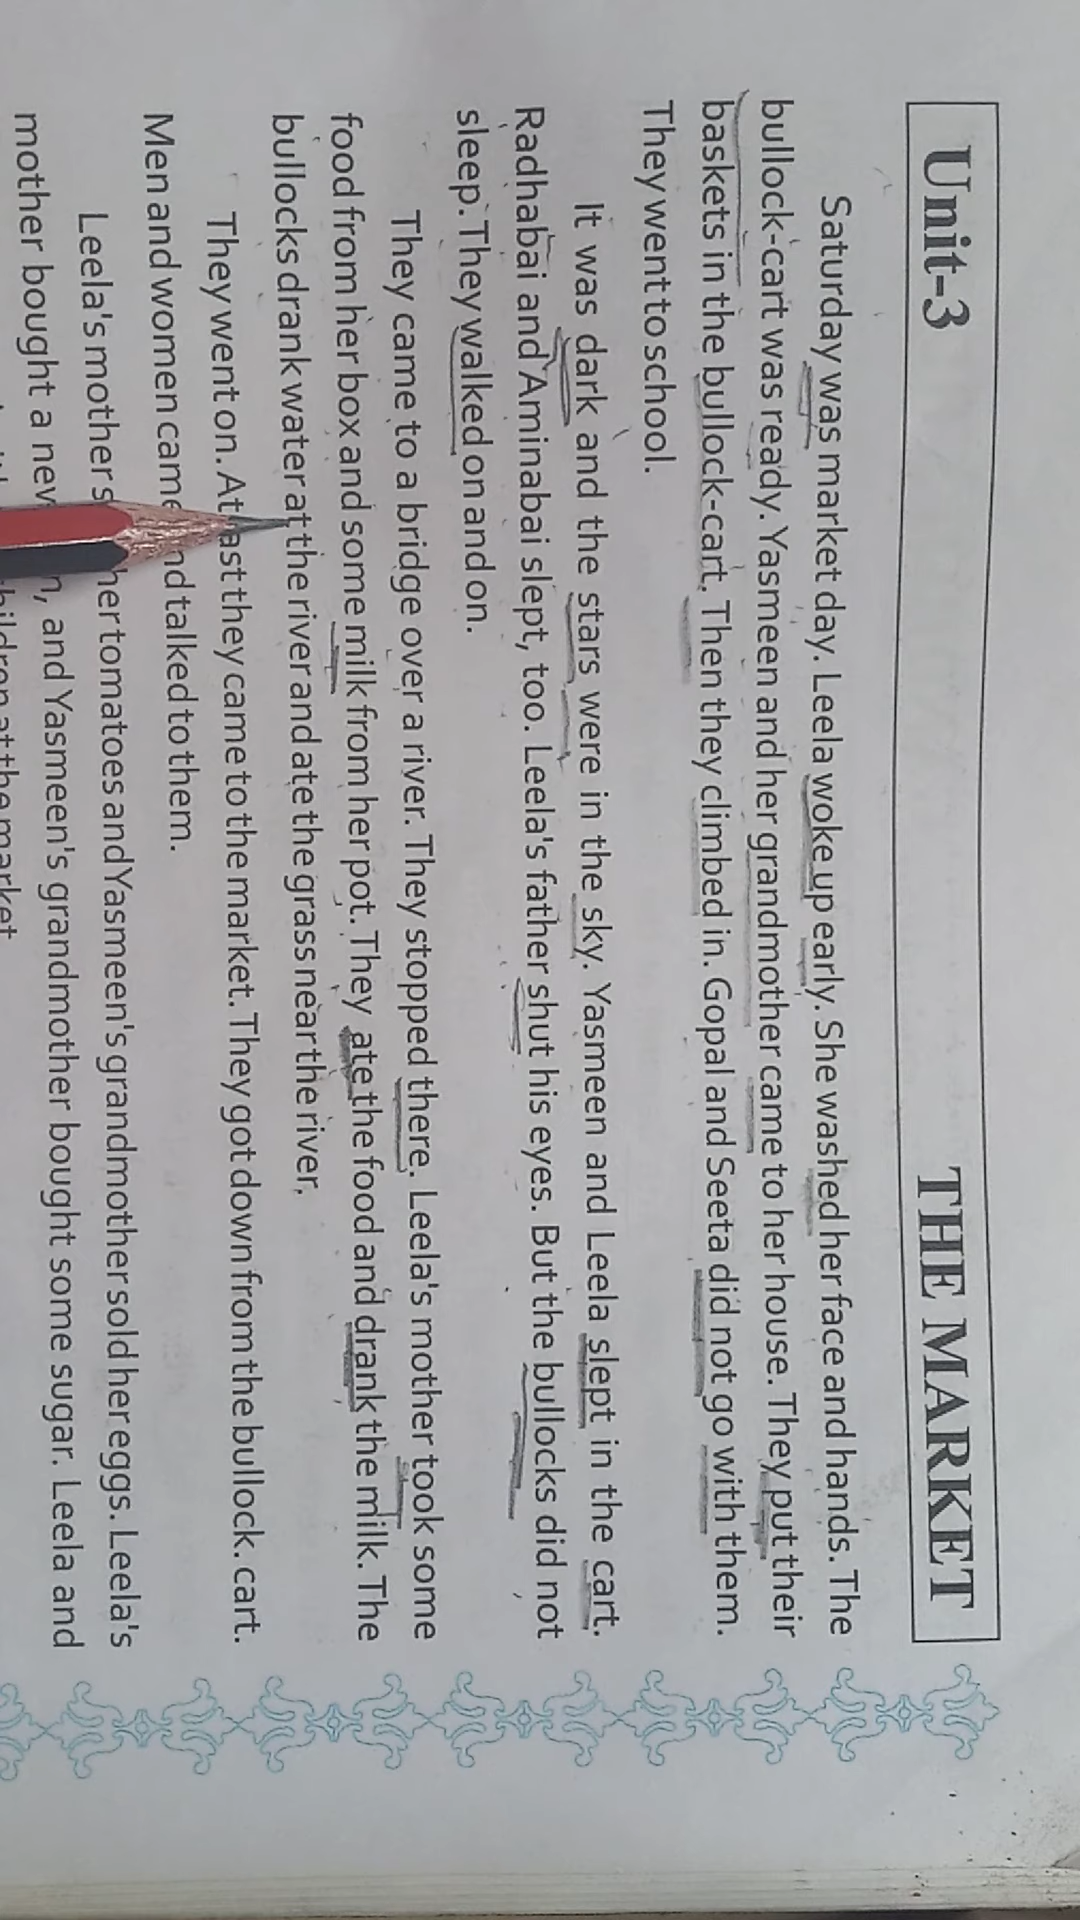 Unit-3 THE MARKET
Saturday was market day. Leela woke up early. She washed her face and hands. The
bullock-cart was ready. Yasmeen and her grandmother came to her house. They put their
baskets in the bullock-cart. Then they climbed in. Gopal and Seeta did not go with them.
They went to school.
It was dark and the stars were in the sky. Yasmeen and Leela slept in the cart.
Radhabai and Aminabai slept, too. Leela's father shut his eyes. But the bullocks did not
sleep. They walked on and on.
They came to a bridge over a river. They stopped there. Leela's mother took some
food from her box and some milk from her pot. They ate the food and drank the milk. The
bullocks drank water at the river and ate the grass near the river,
They went on. At last they came to the market. They got down from the bullock. cart.
Men and women came and talked to them.
Leela's mother her tomatoes and Yasmeen's grandmother sold her eggs. Leela's
mother bought a and Yasmeen's grandmother bought some sugar. Leela and
at the market